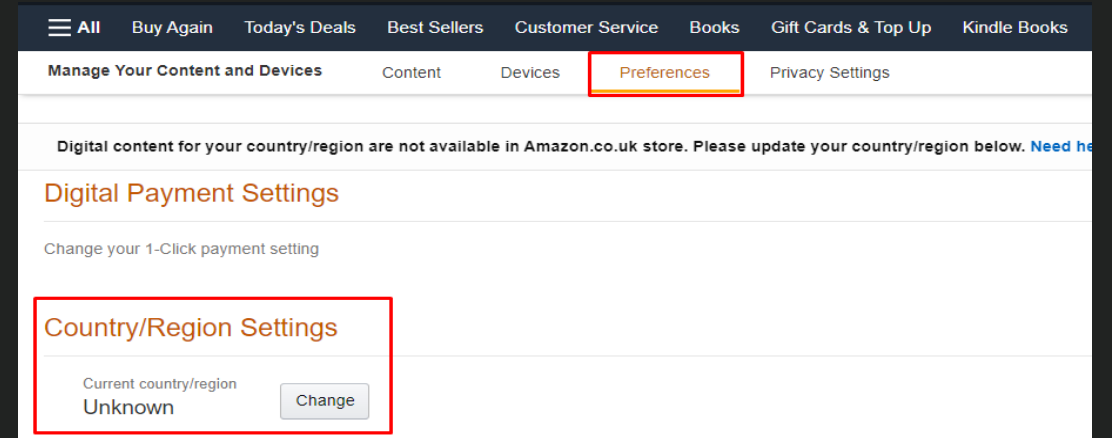 All Buy Again Today's Deals Best Sellers Customer Service Books Gift Cards & Top Up Kindle Books
Manage Your Content and Devices Content Devices Preferences Privacy Settings
Digital content for your country/region are not available in Amazon.co.uk store. Please update your country/region below. Need
Digital Payment Settings
Change your 1-Click payment setting
Country/Region Settings
Current country/region
Unknown Change